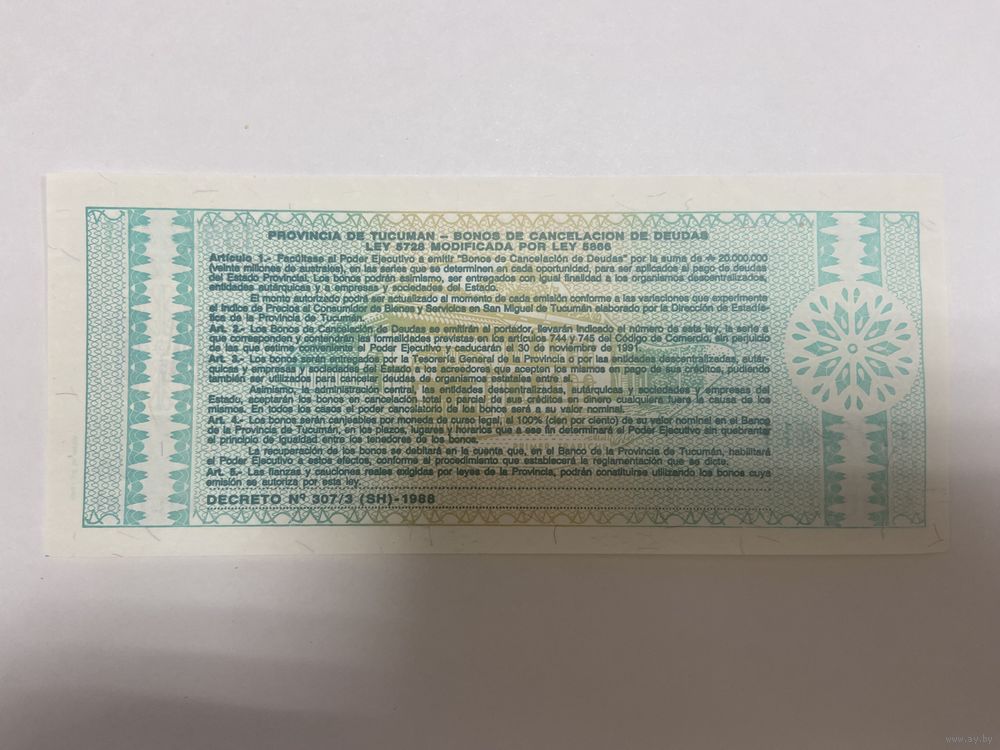 PROVINCIA DE TUCUMAN – BONOS DE CANCELACION DE DEUDAS
LEY 5728 MODIFICADA POR LEY 5866
Artículo 1.- Facúltase al Poder Ejecutivo a emitir "Bonos de Cancelación de Deudas" por la suma de ₳ 20.000.000
(veinte millones de australes), en las series que se determinen en cada oportunidad, para ser aplicados al pago de deudas
del Estado Provincial. Los bonos podrán asimismo, ser entregados con igual finalidad a los organismos descentralizados,
entidades autárquicas y a empresas y sociedades del Estado.
El monto autorizado podrá ser actualizado al momento de cada emisión conforme a las variaciones que experimente
el Indice de Precios al Consumidor de Bienes y Servicios en San Miguel de Tucumán elaborado por la Dirección de Estadís-
tica de la Provincia de Tucumán.
Art. 2.- Los Bonos de Cancelación de Deudas se emitirán al portador, llevarán indicado el número de esta ley, la serie a
que corresponden y contendrán las formalidades previstas en los artículos 744 y 745 del Código de Comercio, sin perjuicio
de las que estime conveniente el Poder Ejecutivo y caducarán el 30 de noviembre de 1991.
Art. 3.- Los bonos serán entregados por la Tesorería General de la Provincia o por las entidades descentralizadas, autár-
quicas y empresas y sociedades del Estado a los acreedores que acepten los mismos en pago de sus créditos, pudiendo
también ser utilizados para cancelar deudas de organismos estatales entre sí.
Asimismo, la administración central, las entidades descentralizadas, autárquicas y sociedades y empresas del
Estado, aceptarán los bonos en cancelación total o parcial de sus créditos en dinero cualquiera fuere la causa de los
mismos. En todos los casos el poder cancelatorio de los bonos será a su valor nominal.
Art. 4.- Los bonos serán canjeables por moneda de curso legal, al 100% (cien por ciento) de su valor nominal en el Banco
de la Provincia de Tucumán, en los plazos, lugares y horarios que a ese fin determinará el Poder Ejecutivo sin quebrantar
el principio de igualdad entre los tenedores de los bonos.
La recuperación de los bonos se debitará en la cuenta que, en el Banco de la Provincia de Tucumán, habilitará
el Poder Ejecutivo a estos efectos, conforme al procedimiento que establecerá la reglamentación que se dicte.
Art. 5.- Las fianzas y cauciones reales exigidas por leyes de la Provincia, podrán constituirse utilizando los bonos cuya
emisión se autoriza por esta ley.
DECRETO Nº 307/3 (SH)-1988
www.ay.by